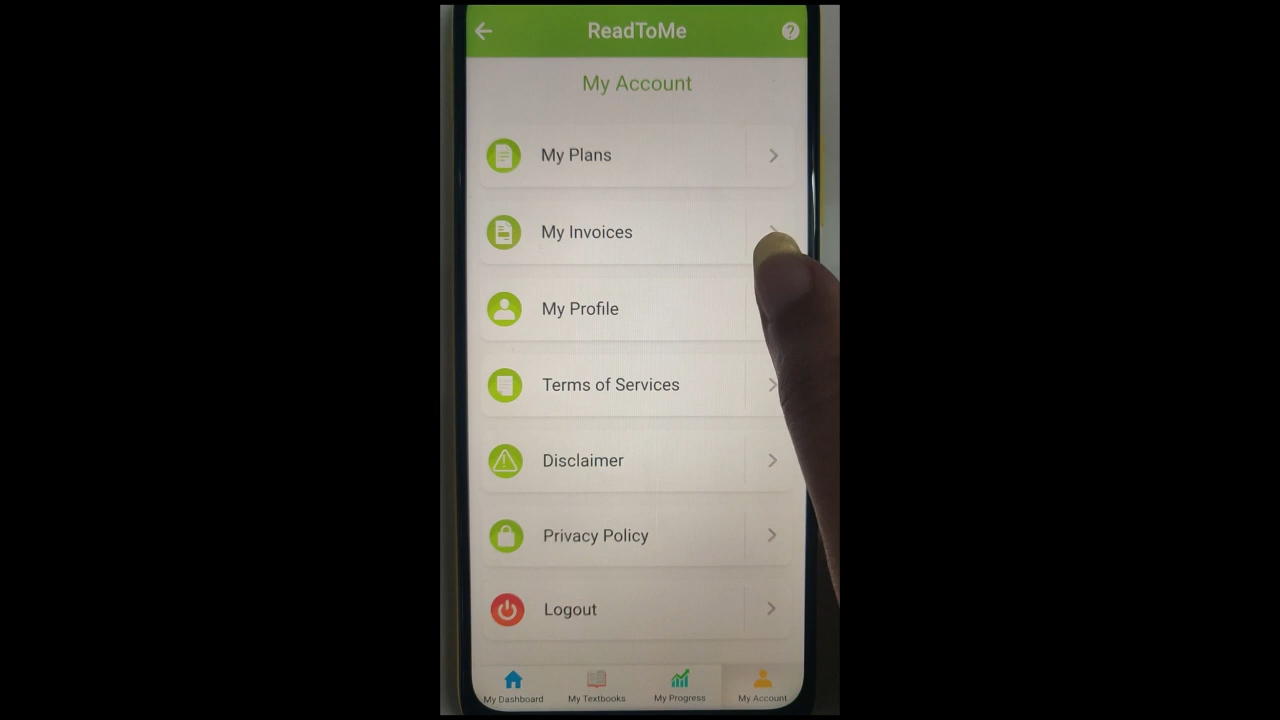 ReadToMe
My Account
My Plans
My Invoices
My Profile
Terms of Services
Disclaimer
Privacy Policy
Logout
My Dashboard
My Textbooks
My Progress
My Account